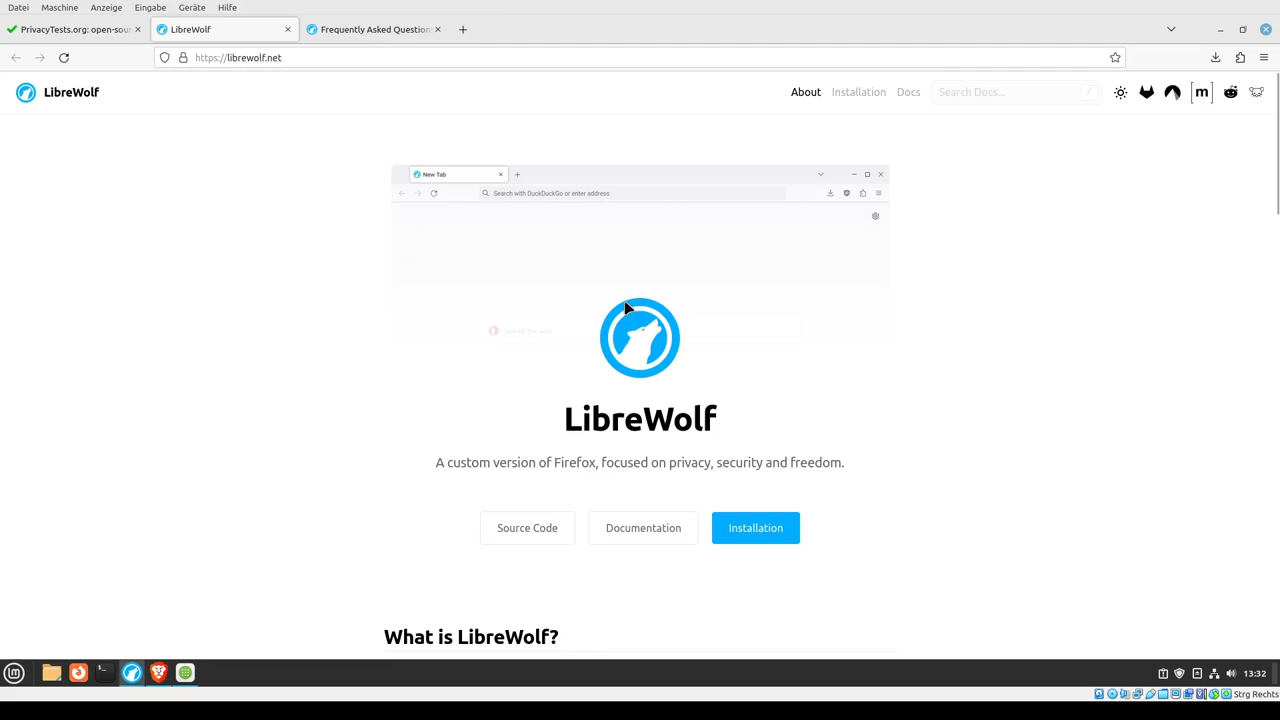 Datei Maschine Anzeige Eingabe Geräte Hilfe
PrivacyTests.org: open-sou
LibreWolf
Frequently Asked Question
https://librewolf.net
LibreWolf
About
Installation
Docs
Search Docs...
/
[m]
New Tab
Search with DuckDuckGo or enter address
Search the web
LibreWolf
A custom version of Firefox, focused on privacy, security and freedom.
Source Code
Documentation
Installation
What is LibreWolf?
13:32
Strg Rechts